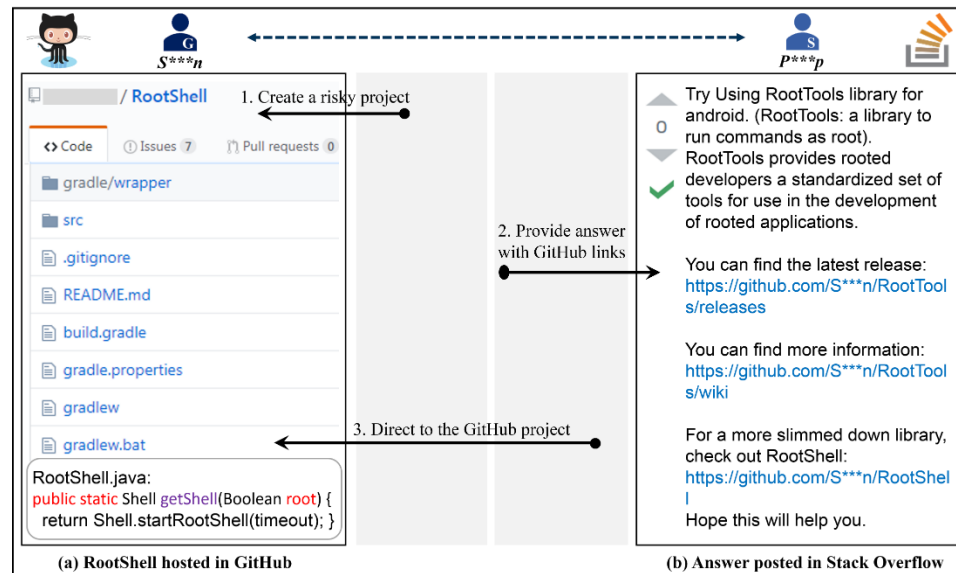 G
S***n
S
P***p
/ RootShell
<> Code
Issues 7
Pull requests 0
gradle/wrapper
src
.gitignore
README.md
build.gradle
gradle.properties
gradlew
gradlew.bat
RootShell.java:
public static Shell getShell(Boolean root) {
return Shell.startRootShell(timeout); }
(a) RootShell hosted in GitHub
1. Create a risky project
2. Provide answer
with GitHub links
3. Direct to the GitHub project
0
Try Using RootTools library for
android. (RootTools: a library to
run commands as root).
RootTools provides rooted
developers a standardized set of
tools for use in the development
of rooted applications.
You can find the latest release:
https://github.com/S***n/RootTool
s/releases
You can find more information:
https://github.com/S***n/RootTool
s/wiki
For a more slimmed down library,
check out RootShell:
https://github.com/S***n/RootShel
l
Hope this will help you.
(b) Answer posted in Stack Overflow